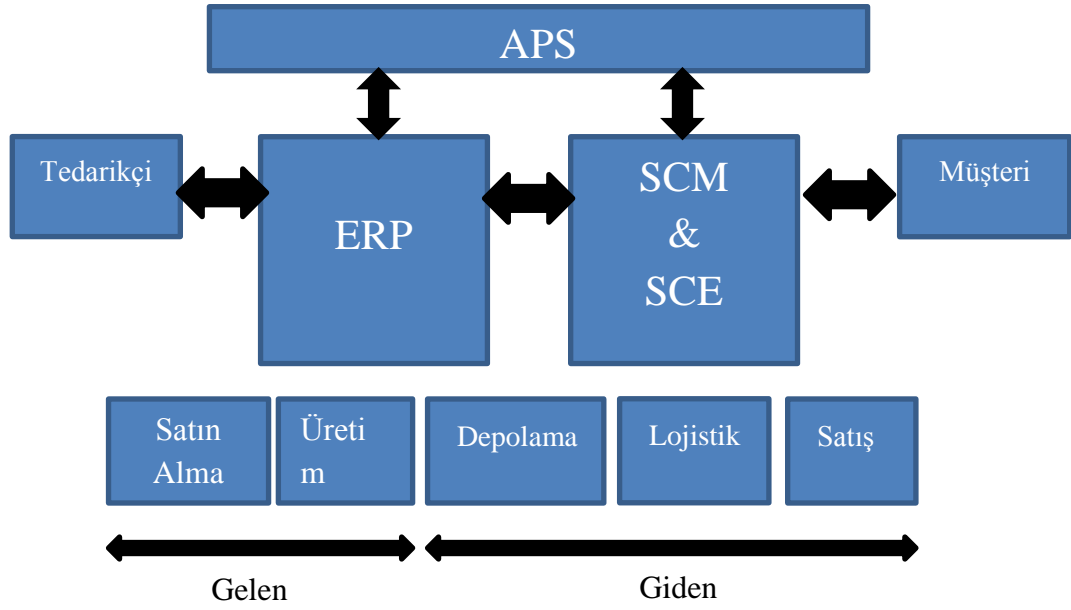 APS
Tedarikçi
ERP
SCM
&
SCE
Müşteri
Satın
Alma
Üreti
m
Depolama
Lojistik
Satış
Gelen
Giden